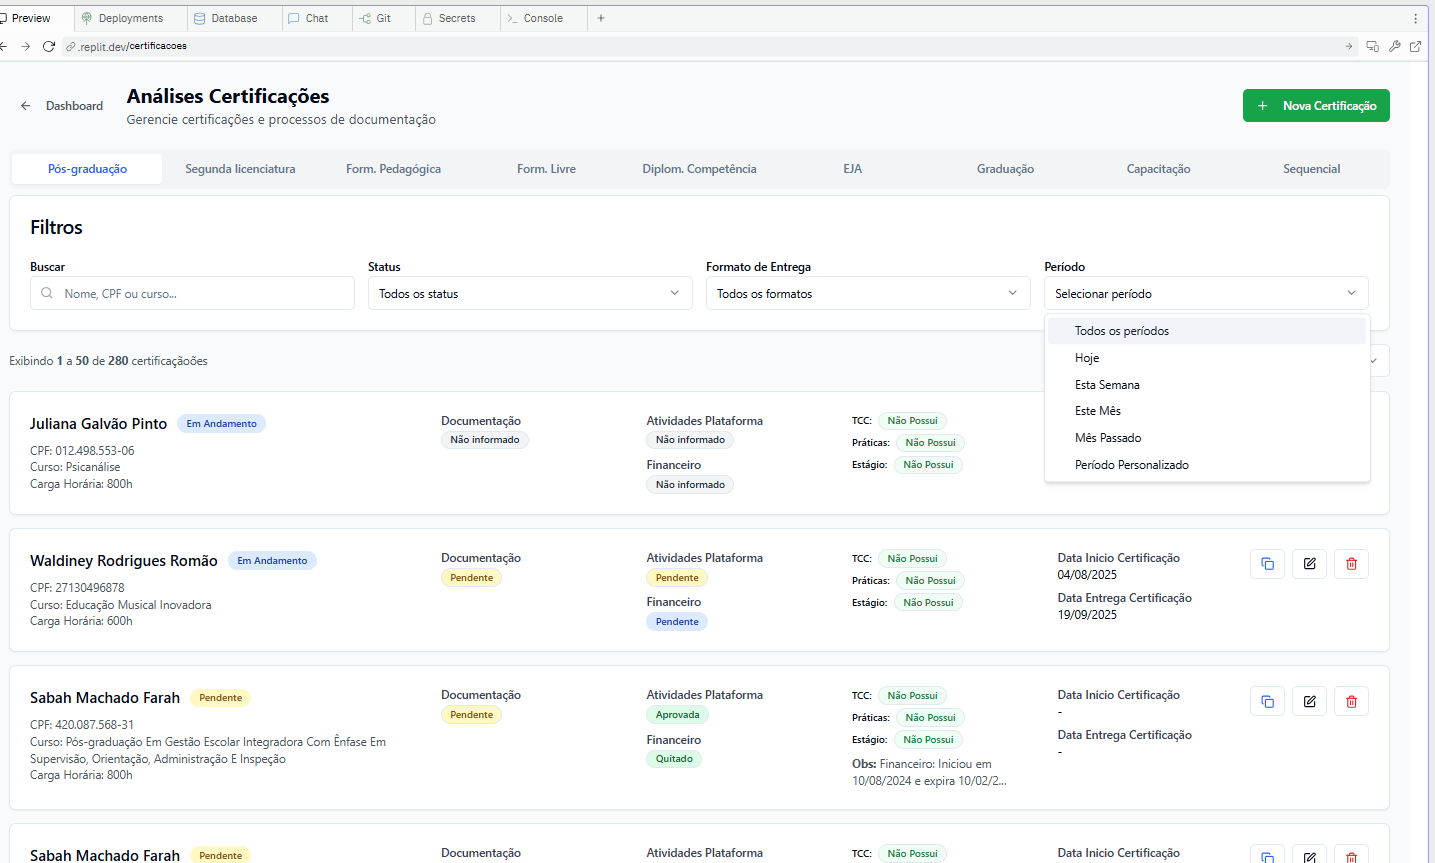 Preview
Deployments
Database
Chat
Git
Secrets
Console
.replit.dev/certificacoes
Dashboard
Análises Certificações
Gerencie certificações e processos de documentação
+ Nova Certificação
Pós-graduação
Segunda licenciatura
Form. Pedagógica
Form. Livre
Diplom. Competência
EJA
Graduação
Capacitação
Sequencial
Filtros
Buscar
Nome, CPF ou curso...
Status
Todos os status
Formato de Entrega
Todos os formatos
Período
Selecionar período
Todos os períodos
Hoje
Esta Semana
Este Mês
Mês Passado
Período Personalizado
Exibindo 1 a 50 de 280 certificaçãoões
Juliana Galvão Pinto Em Andamento
CPF: 012.498.553-06
Curso: Psicanálise
Carga Horária: 800h
Documentação
Não informado
Atividades Plataforma
Não informado
Financeiro
Não informado
TCC: Não Possui
Práticas: Não Possui
Estágio: Não Possui
Waldiney Rodrigues Romão Em Andamento
CPF: 27130496878
Curso: Educação Musical Inovadora
Carga Horária: 600h
Documentação
Pendente
Atividades Plataforma
Pendente
Financeiro
Pendente
TCC: Não Possui
Práticas: Não Possui
Estágio: Não Possui
Data Inicio Certificação
04/08/2025
Data Entrega Certificação
19/09/2025
Sabah Machado Farah Pendente
CPF: 420.087.568-31
Curso: Pós-graduação Em Gestão Escolar Integradora Com Ênfase Em
Supervisão, Orientação, Administração E Inspeção
Carga Horária: 800h
Documentação
Pendente
Atividades Plataforma
Aprovada
Financeiro
Quitado
TCC: Não Possui
Práticas: Não Possui
Estágio: Não Possui
Obs: Financeiro: Iniciou em
10/08/2024 e expira 10/02/2...
Data Inicio Certificação
-
Data Entrega Certificação
-
Sabah Machado Farah Pendente
Documentação
Atividades Plataforma
TCC: Não Possui
Data Inicio Certificação